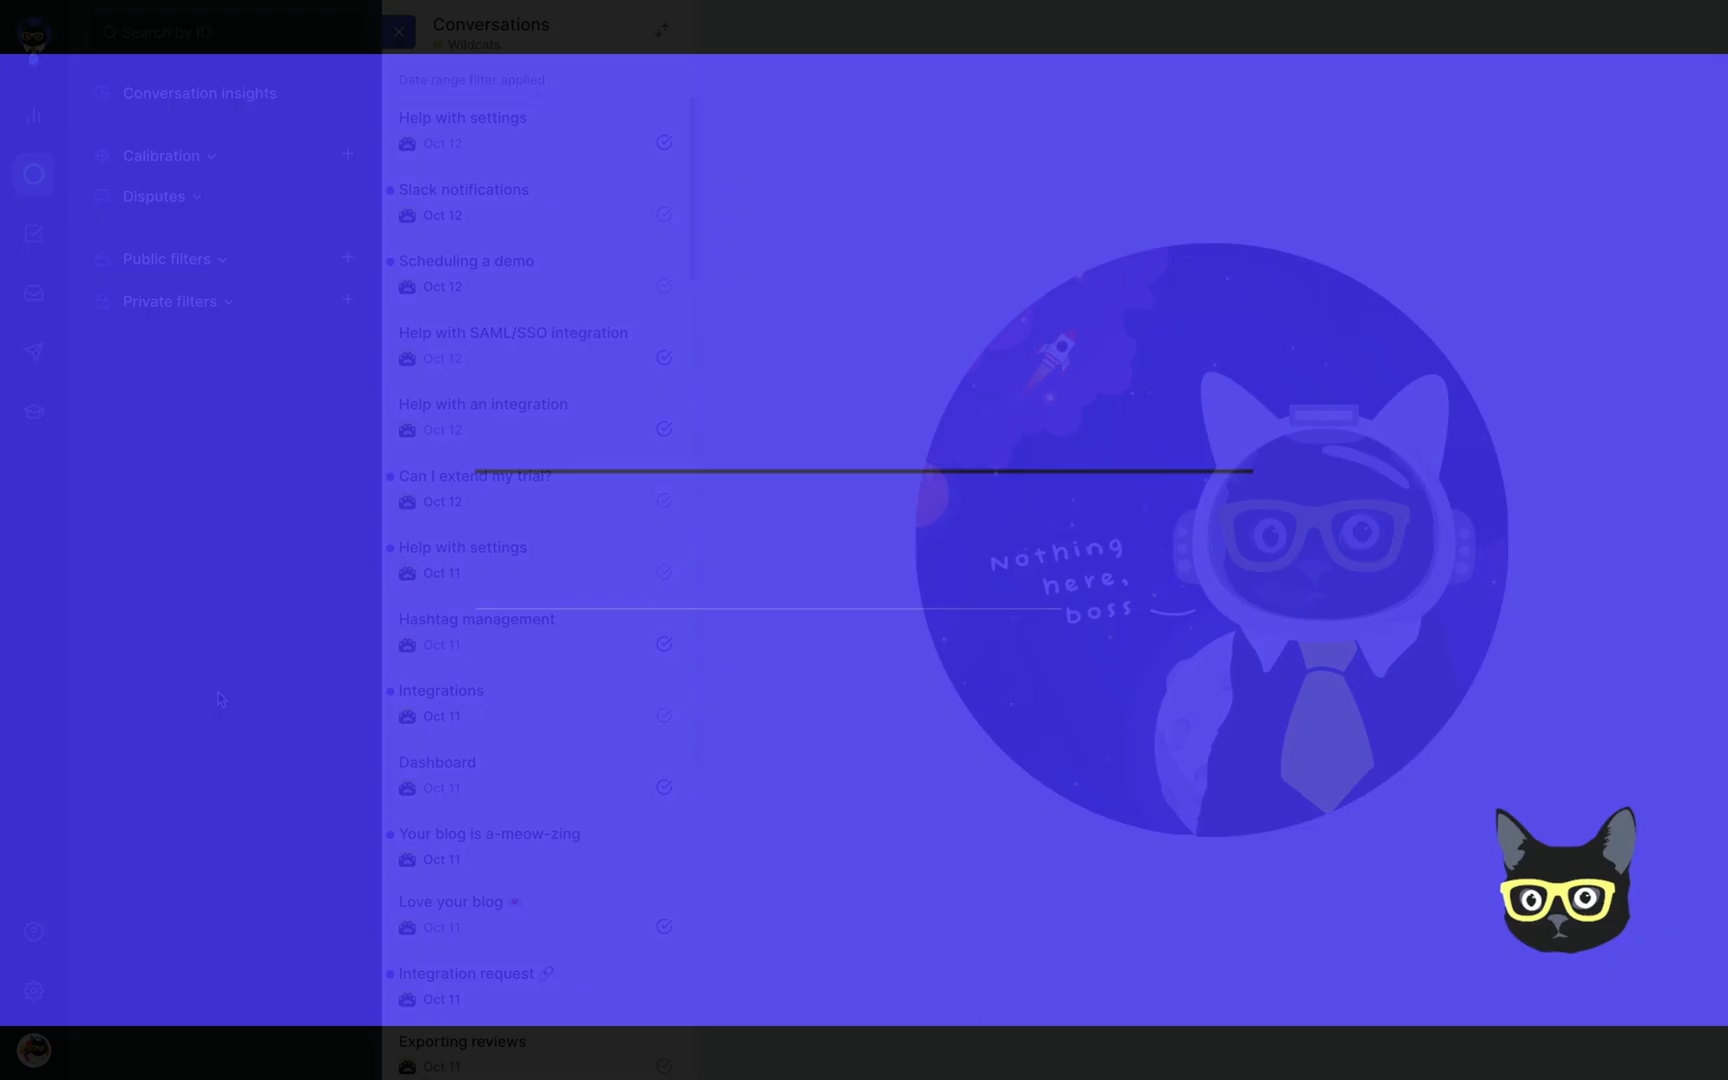 Search by ID
Conversation insights
Calibration
Disputes
Public filters
Private filters
Conversations
Wildcats
Date range filter applied
Help with settings
Oct 12
Slack notifications
Oct 12
Scheduling a demo
Oct 12
Help with SAML/SSO integration
Oct 12
Help with an integration
Oct 12
Can I extend my trial?
Oct 12
Help with settings
Oct 11
Hashtag management
Oct 11
Integrations
Oct 11
Dashboard
Oct 11
Your blog is a-meow-zing
Oct 11
Love your blog
Oct 11
Integration request
Oct 11
Exporting reviews
Oct 11
Nothing
here,
boss